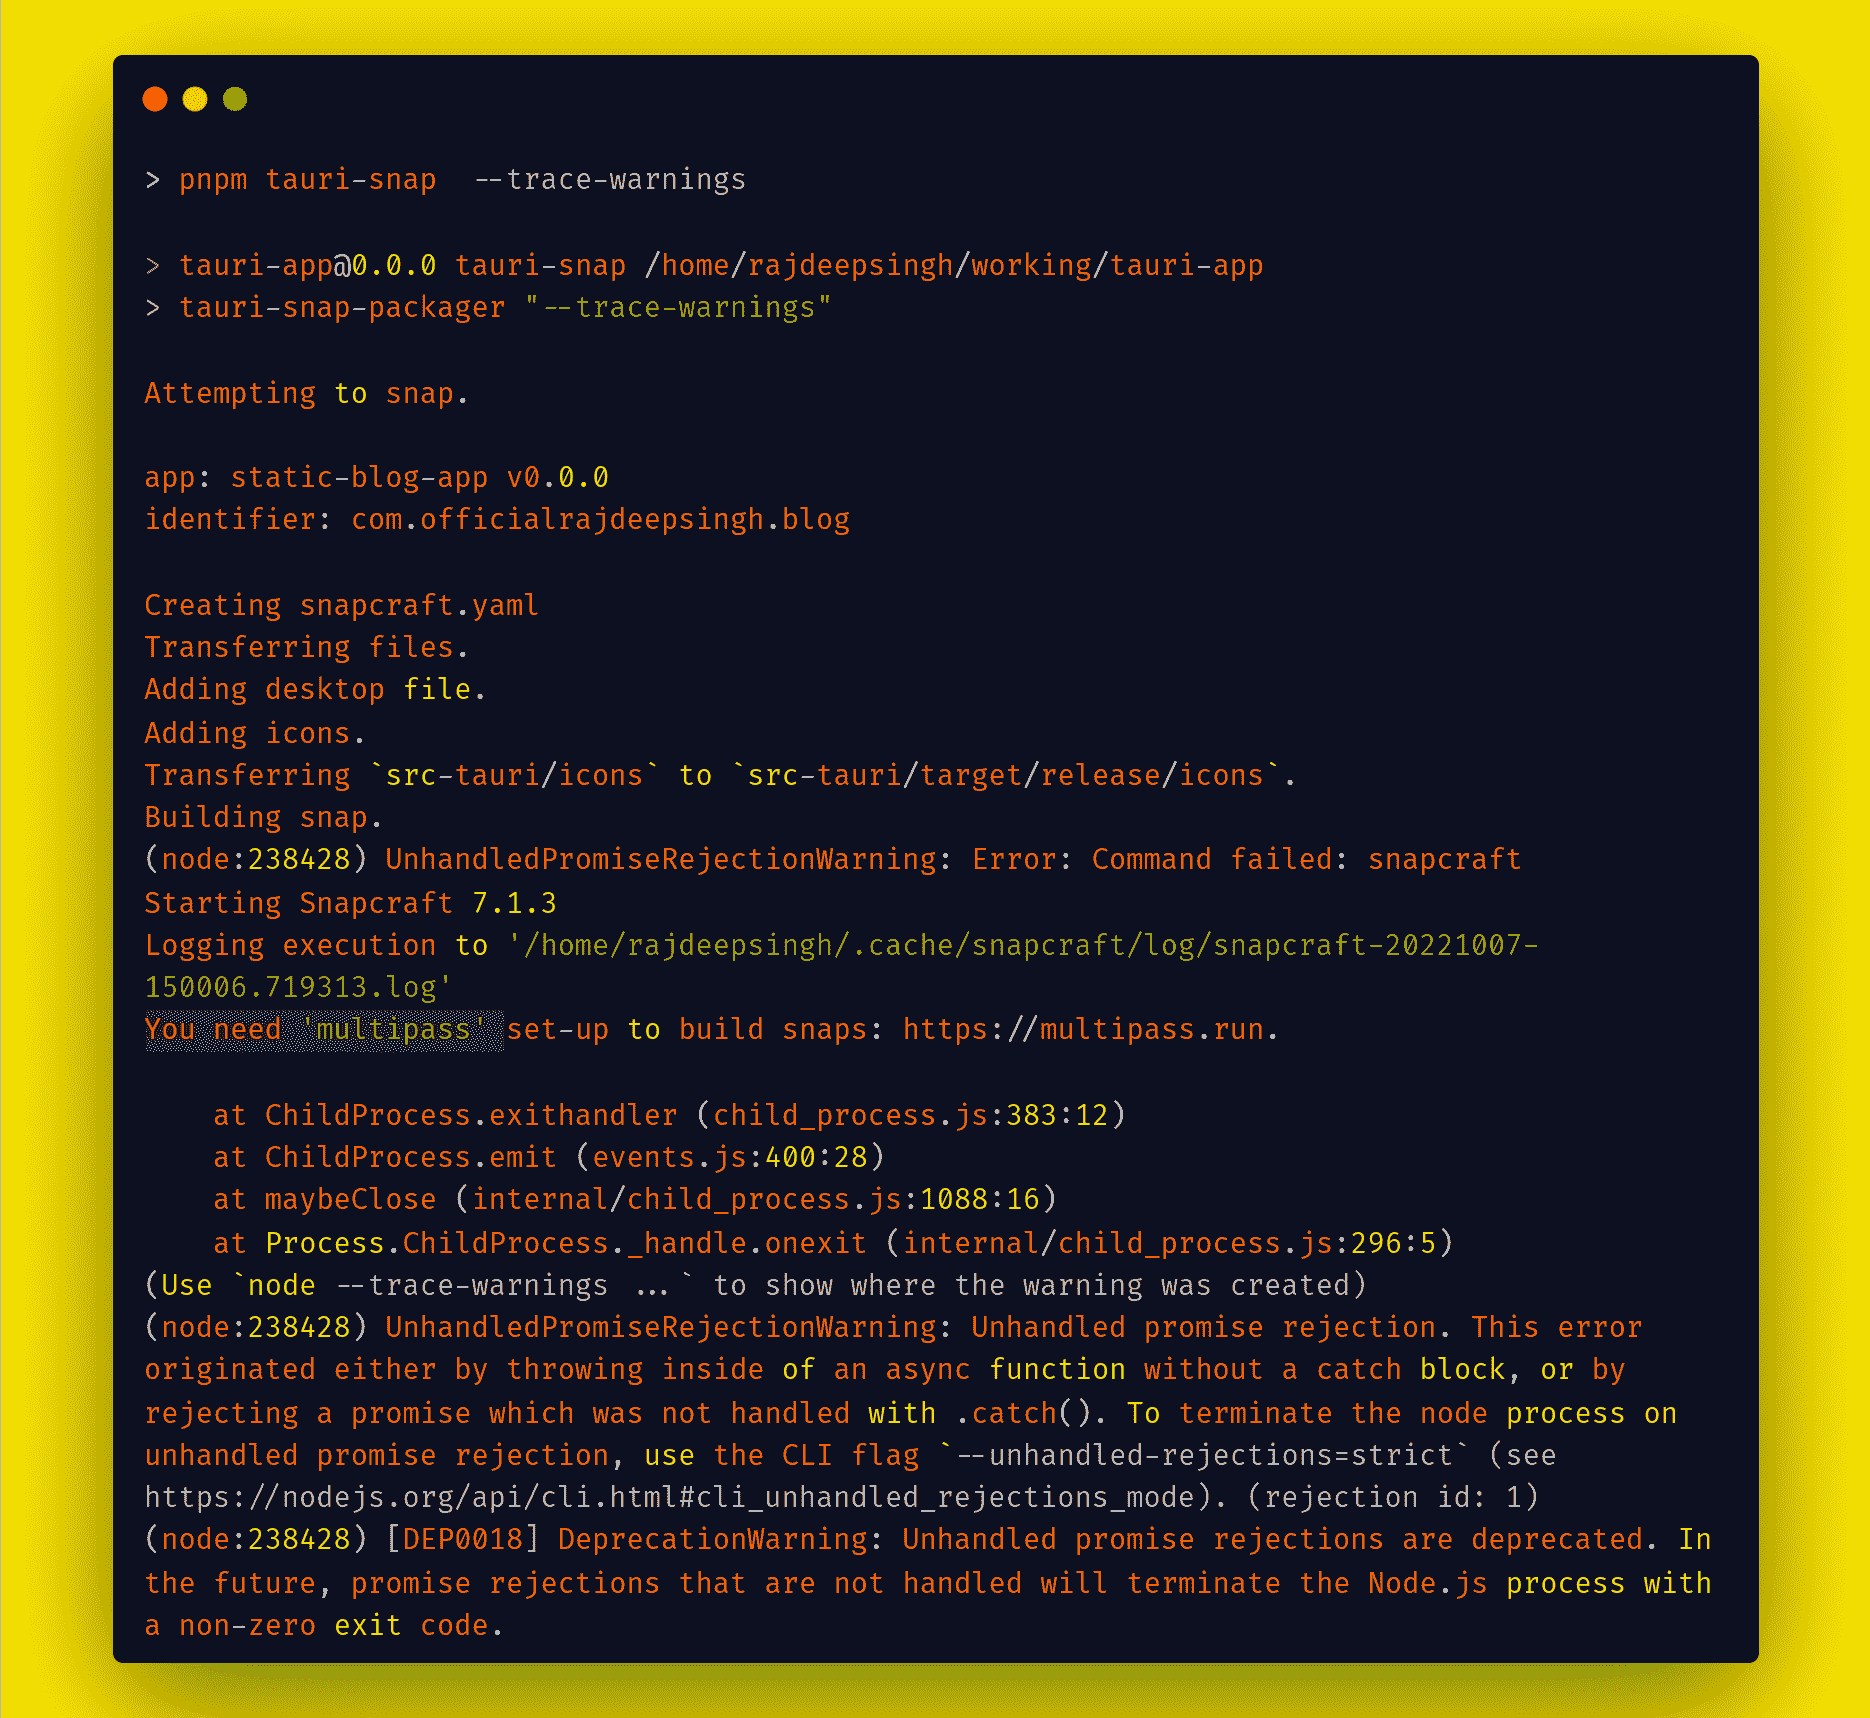 > pnpm tauri-snap  --trace-warnings
> tauri-app@0.0.0 tauri-snap /home/rajdeepsingh/working/tauri-app
> tauri-snap-packager "--trace-warnings"
Attempting to snap.
app: static-blog-app v0.0.0
identifier: com.officialrajdeepsingh.blog
Creating snapcraft.yaml
Transferring files.
Adding desktop file.
Adding icons.
Transferring `src-tauri/icons` to `src-tauri/target/release/icons`.
Building snap.
(node:238428) UnhandledPromiseRejectionWarning: Error: Command failed: snapcraft
Starting Snapcraft 7.1.3
Logging execution to '/home/rajdeepsingh/.cache/snapcraft/log/snapcraft-20221007-
150006.719313.log'
You need 'multipass' set-up to build snaps: https://multipass.run.
    at ChildProcess.exithandler (child_process.js:383:12)
    at ChildProcess.emit (events.js:400:28)
    at maybeClose (internal/child_process.js:1088:16)
    at Process.ChildProcess._handle.onexit (internal/child_process.js:296:5)
(Use `node --trace-warnings ...` to show where the warning was created)
(node:238428) UnhandledPromiseRejectionWarning: Unhandled promise rejection. This error
originated either by throwing inside of an async function without a catch block, or by
rejecting a promise which was not handled with .catch(). To terminate the node process on
unhandled promise rejection, use the CLI flag `--unhandled-rejections=strict` (see
https://nodejs.org/api/cli.html#cli_unhandled_rejections_mode). (rejection id: 1)
(node:238428) [DEP0018] DeprecationWarning: Unhandled promise rejections are deprecated. In
the future, promise rejections that are not handled will terminate the Node.js process with
a non-zero exit code.